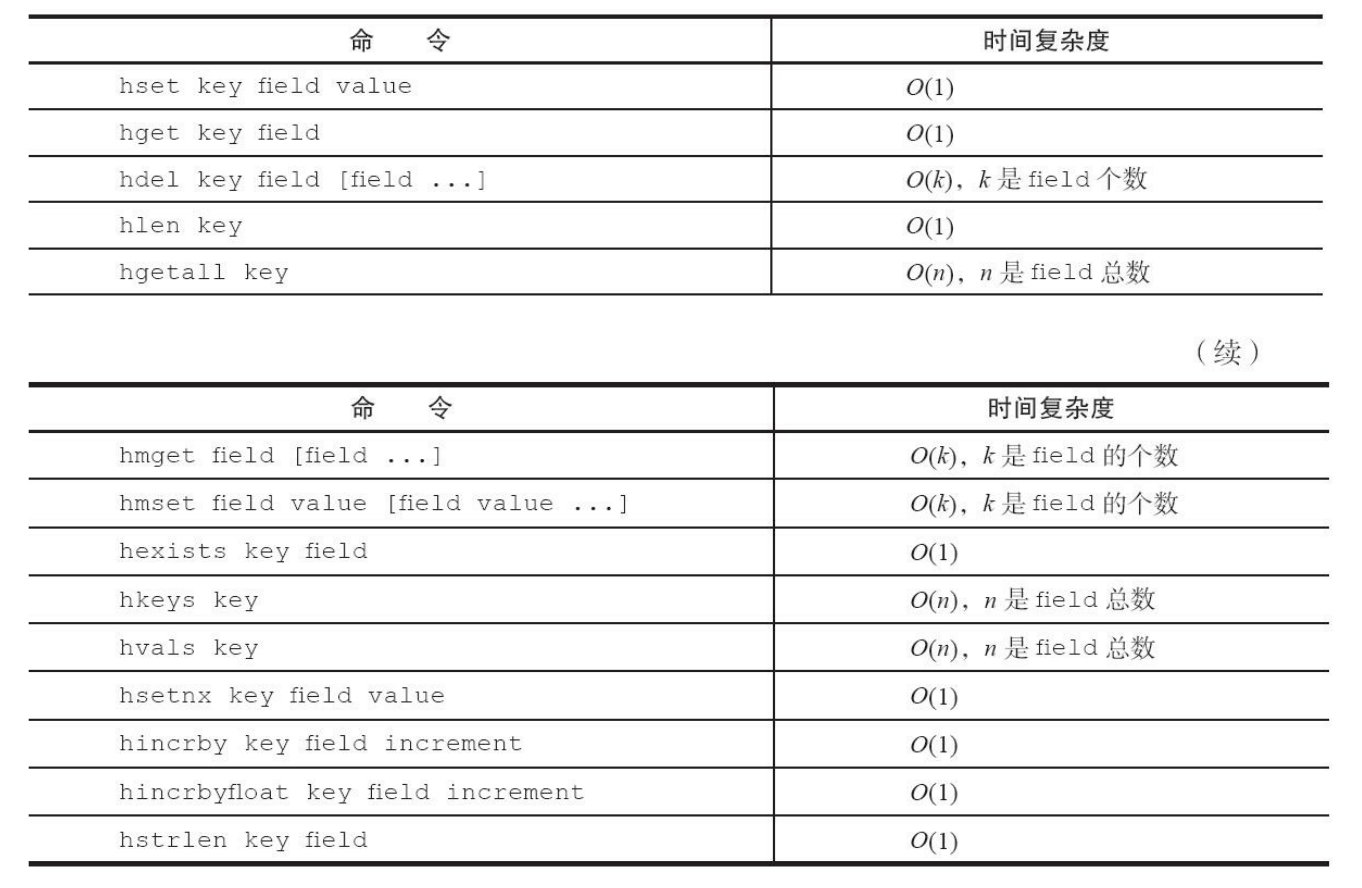 命 令 时间复杂度
hset key field value O(1)
hget key field O(1)
hdel key field [field ...] O(k)，k 是 field 个数
hlen key O(1)
hgetall key O(n)，n 是 field 总数
（续）
命 令 时间复杂度
hmget field [field ...] O(k)，k 是 field 的个数
hmset field value [field value ...] O(k)，k 是 field 的个数
hexists key field O(1)
hkeys key O(n)，n 是 field 总数
hvals key O(n)，n 是 field 总数
hsetnx key field value O(1)
hincrby key field increment O(1)
hincrbyfloat key field increment O(1)
hstrlen key field O(1)